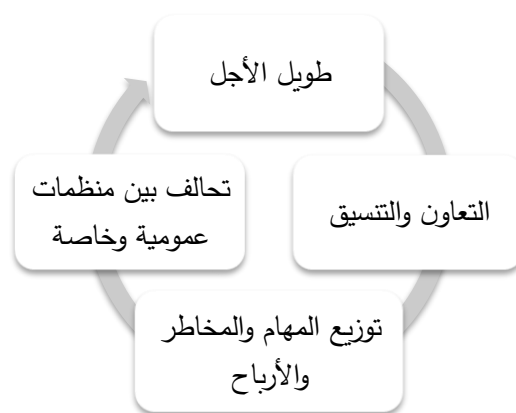 طويل الأجل
التعاون والتنسيق
توزيع المهام والمخاطر
والأرباح
تحالف بين منظمات
عمومية وخاصة